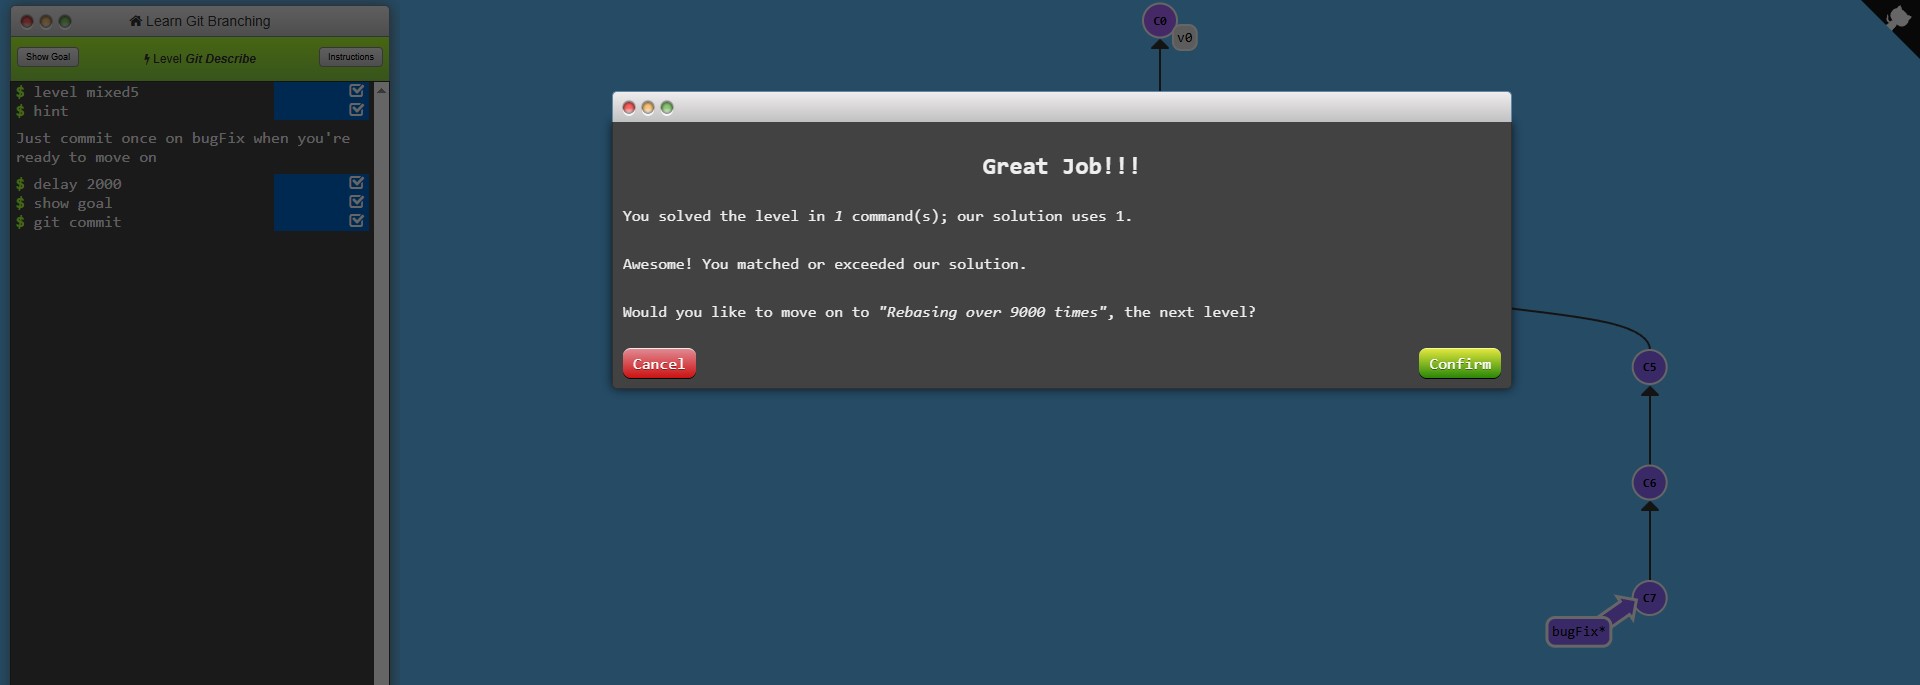 Learn Git Branching
Show Goal
Level Git Describe
Instructions
$ level mixed5
$ hint
Just commit once on bugFix when you're
ready to move on
$ delay 2000
$ show goal
$ git commit
C0
v0
Great Job!!!
You solved the level in 1 command(s); our solution uses 1.
Awesome! You matched or exceeded our solution.
Would you like to move on to "Rebasing over 9000 times", the next level?
Cancel
Confirm
C5
C6
C7
bugFix*